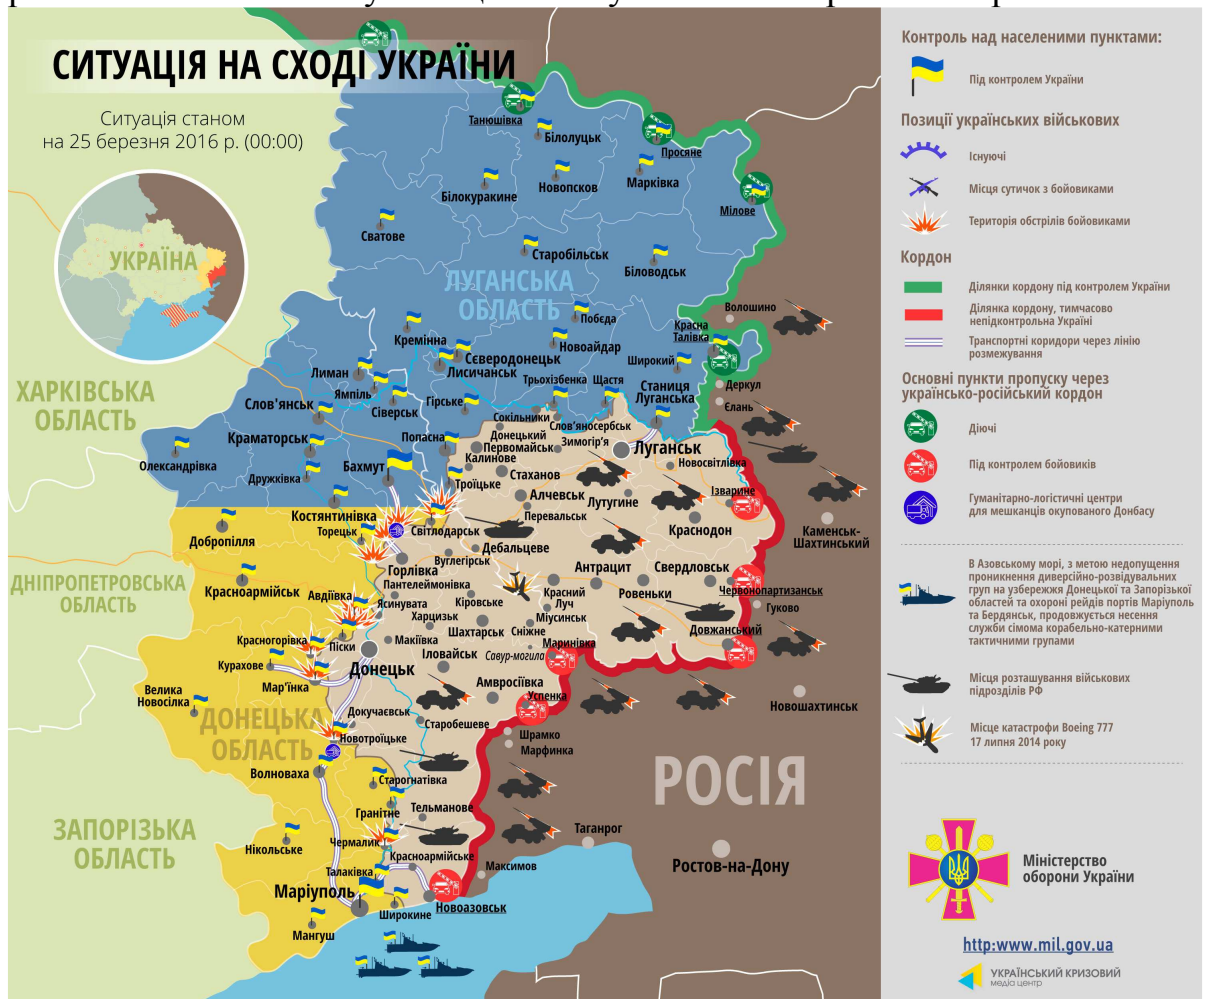 СИТУАЦІЯ НА СХОДІ УКРАЇНИ
Ситуація станом
на 25 березня 2016 р. (00:00)
УКРАЇНА
ХАРКІВСЬКА
ОБЛАСТЬ
ДНІПРОПЕТРОВСЬКА
ОБЛАСТЬ
ЗАПОРІЗЬКА
ОБЛАСТЬ
ЛУГАНСЬКА
ОБЛАСТЬ
ДОНЕЦЬКА
ОБЛАСТЬ
РОСІЯ
Танюшівка
Білолуцьк
Просяне
Білокуракине
Новопсков
Марківка
Мілове
Сватове
Старобільськ
Біловодськ
Волошино
Побєда
Красна
Талівка
Кремінна
Сєвєродонецьк
Новоайдар
Широкий
Лиман
Лисичанськ
Трьохізбенка
Щастя
Станиця
Луганська
Деркул
Ямпіль
Єлань
Слов'янськ
Сіверськ
Гірське
Сокільники
Слов'яносербськ
Краматорськ
Попасна
Донецький
Первомайськ
Зимогір'я
Луганськ
Олександрівка
Дружківка
Бахмут
Калинове
Новосвітлівка
Троїцьке
Стаханов
Ізварине
Алчевськ
Лутугине
Костянтинівка
Перевальськ
Краснодон
Каменськ-
Шахтинський
Торецьк
Світлодарськ
Добропілля
Дебальцеве
Вуглегірськ
Горлівка
Антрацит
Свердловськ
Пантелеймонівка
Красноармійськ
Авдіївка
Ясинувата
Кіровське
Красний
Луч
Ровеньки
Червонопартизанськ
Гуково
Харцизьк
Міусинськ
Шахтарськ
Сніжне
Довжанський
Красногорівка
Піски
Макіївка
Маринівка
Іловайськ
Савур-могила
Курахове
Донецьк
Мар'їнка
Амвросіївка
Велика
Новосілка
Успенка
Новошахтинськ
Докучаєвськ
Старобешеве
Шрамко
Новотроїцьке
Марфинка
Волноваха
Старогнатівка
Гранітне
Тельманове
Таганрог
Нікольське
Чермалик
Красноармійське
Максимов
Ростов-на-Дону
Талаківка
Маріуполь
Новоазовськ
Широкине
Мангуш
Контроль над населеними пунктами:
Під контролем України
Позиції українських військових
Існуючі
Місця сутичок з бойовиками
Територія обстрілів бойовиками
Кордон
Ділянки кордону під контролем України
Ділянка кордону, тимчасово
непідконтрольна Україні
Транспортні коридори через лінію
розмежування
Основні пункти пропуску через
українсько-російський кордон
Діючі
Під контролем бойовиків
Гуманітарно-логістичні центри
для мешканців окупованого Донбасу
В Азовському морі, з метою недопущення
проникнення диверсійно-розвідувальних
груп на узбережжя Донецької та Запорізької
областей та охороні рейдів портів Маріуполь
та Бердянськ, продовжується несення
служби сімома корабельно-катерними
тактичними групами
Місця розташування військових
підрозділів РФ
Місце катастрофи Boeing 777
17 липня 2014 року
Міністерство
оборони України
http:www.mil.gov.ua
УКРАЇНСЬКИЙ КРИЗОВИЙ
медіа центр